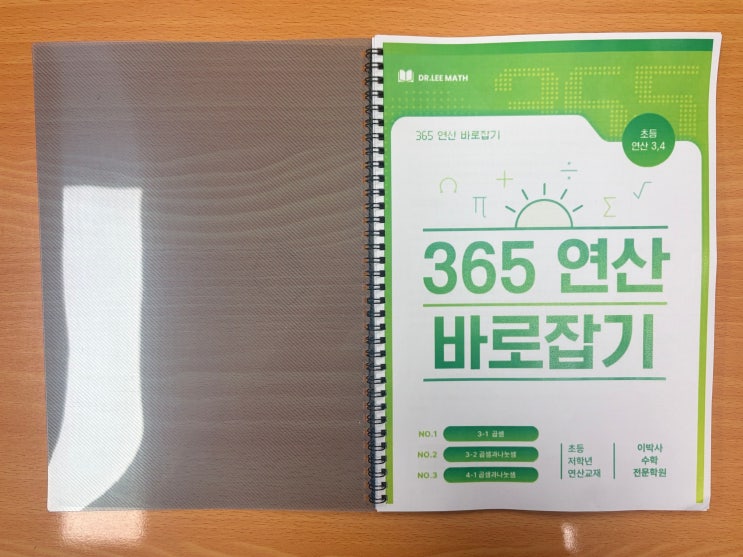 365
DR.LEE MATH
365 연산 바로잡기
초등
연산 3,4
Ω π + ÷ Σ √
365 연산
바로잡기
NO.1 3-1 곱셈
NO.2 3-2 곱셈과나눗셈
NO.3 4-1 곱셈과나눗셈
초등
저학년
연산교재
이박사
수학
전문학원